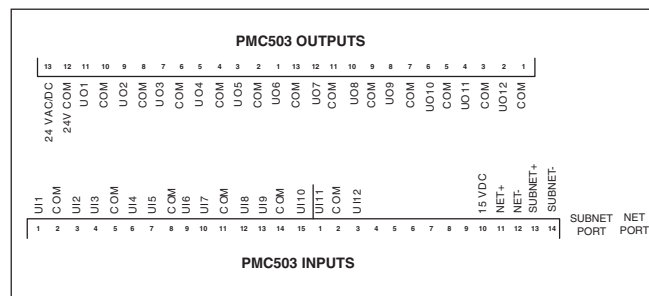 PMC503 OUTPUTS
13 12 11 10 9 8 7 6 5 4 3 2 1 13 12 11 10 9 8 7 6 5 4 3 2 1
24 VAC/DC
24V COM
UO1
COM
UO2
COM
UO3
COM
UO4
COM
UO5
COM
UO6
COM
UO7
COM
UO8
COM
UO9
COM
UO10
COM
UO11
COM
UO12
COM
UI1
COM
UI2
UI3
COM
UI4
UI5
COM
UI6
UI7
COM
UI8
UI9
COM
UI10
UI11
COM
UI12
15 VDC
NET+
NET-
SUBNET+
SUBNET-
1 2 3 4 5 6 7 8 9 10 11 12 13 14 15 1 2 3 4 5 6 7 8 9 10 11 12 13 14
SUBNET PORT
NET PORT
PMC503 INPUTS